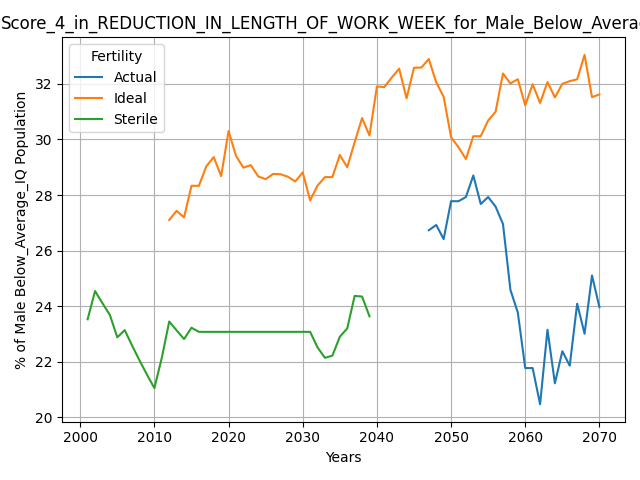 Score_4_in_REDUCTION_IN_LENGTH_OF_WORK_WEEK_for_Male_Below_Avera
Fertility
Actual
Ideal
Sterile
% of Male Below_Average_IQ Population
32
30
28
26
24
22
20
2000 2010 2020 2030 2040 2050 2060 2070
Years